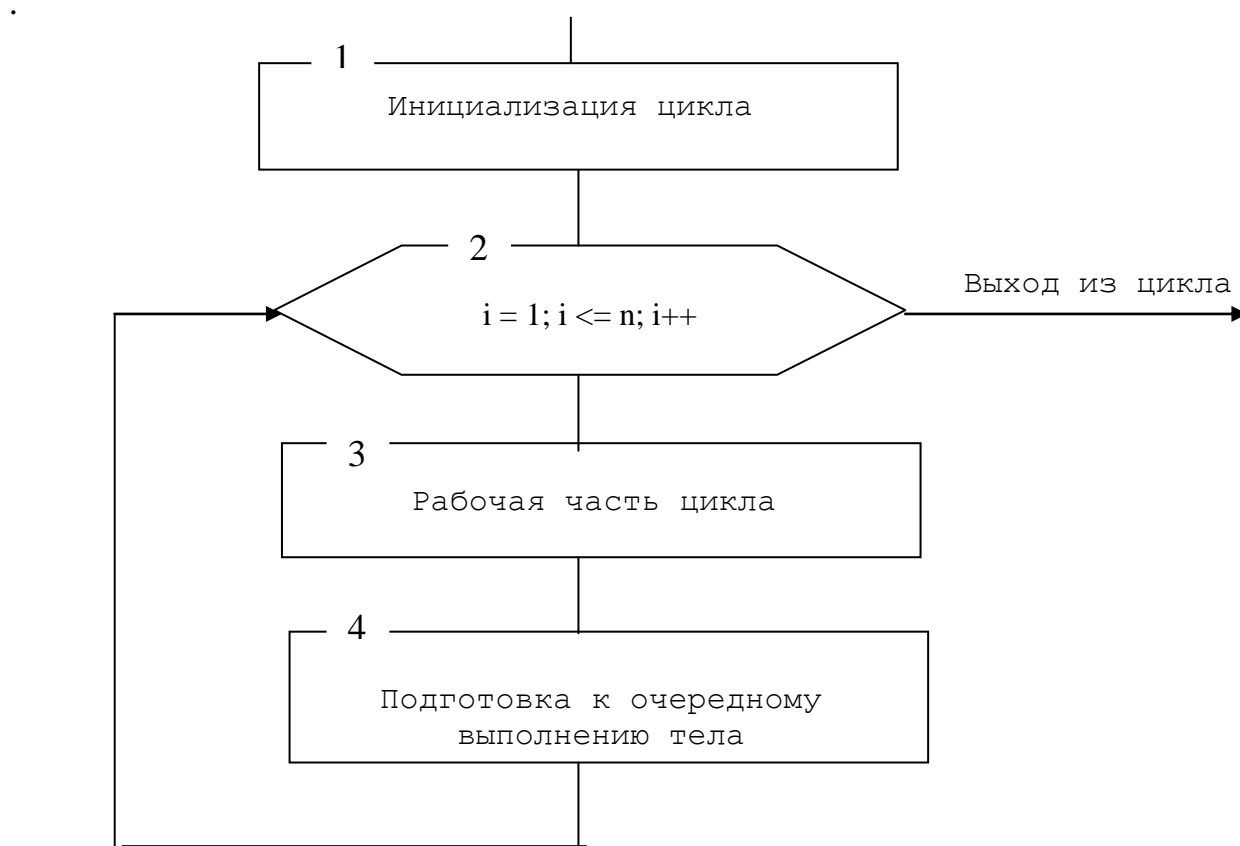 .
1
Инициализация цикла
2
i = 1; i <= n; i++
Выход из цикла
3
Рабочая часть цикла
4
Подготовка к очередному
выполнению тела